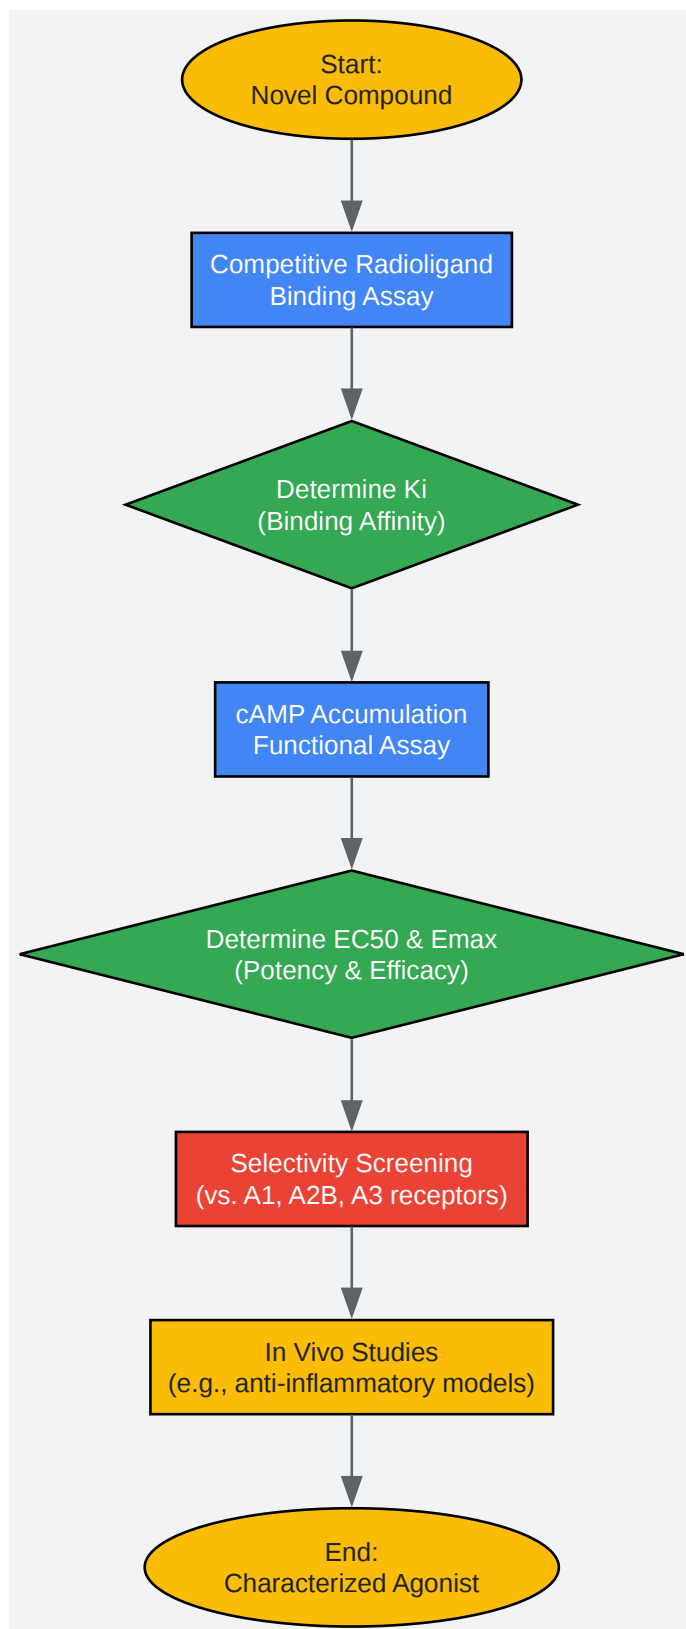 Start:
Novel Compound
Competitive Radioligand
Binding Assay
Determine Ki
(Binding Affinity)
cAMP Accumulation
Functional Assay
Determine EC50 & Emax
(Potency & Efficacy)
Selectivity Screening
(vs. A1, A2B, A3 receptors)
In Vivo Studies
(e.g., anti-inflammatory models)
End:
Characterized Agonist